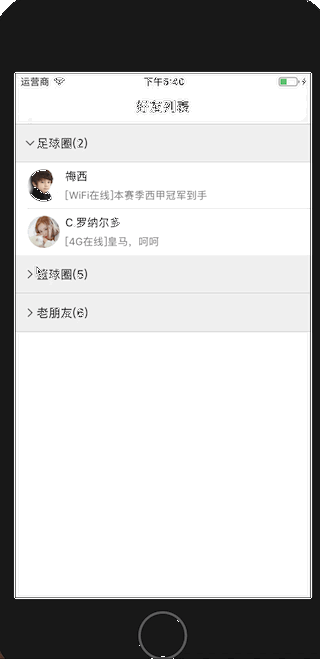 运营商 下午5:46
好友列表
足球圈(2)
梅西
[WiFi在线]本赛季西甲冠军到手
C.罗纳尔多
[4G在线]皇马，呵呵
篮球圈(5)
老朋友(6)